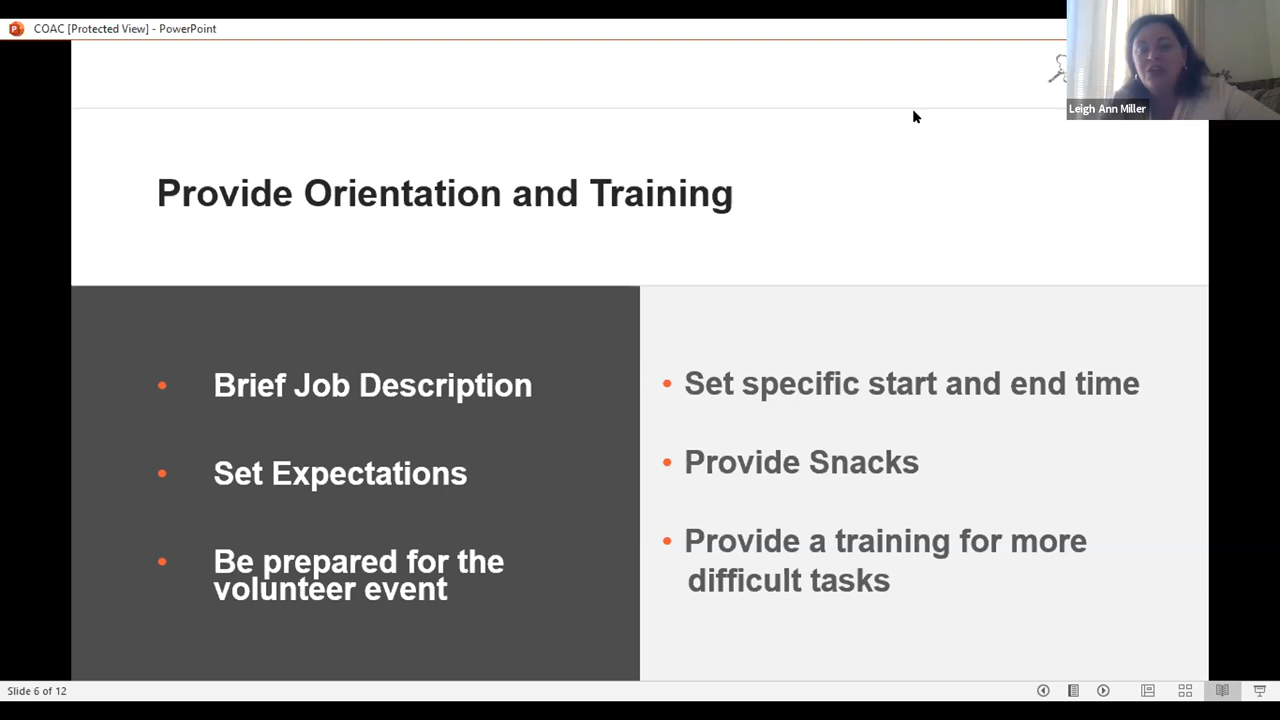 COAC [Protected View] - PowerPoint
Leigh Ann Miller
Provide Orientation and Training
• Brief Job Description
• Set Expectations
• Be prepared for the
volunteer event
• Set specific start and end time
• Provide Snacks
• Provide a training for more
difficult tasks
Slide 6 of 12